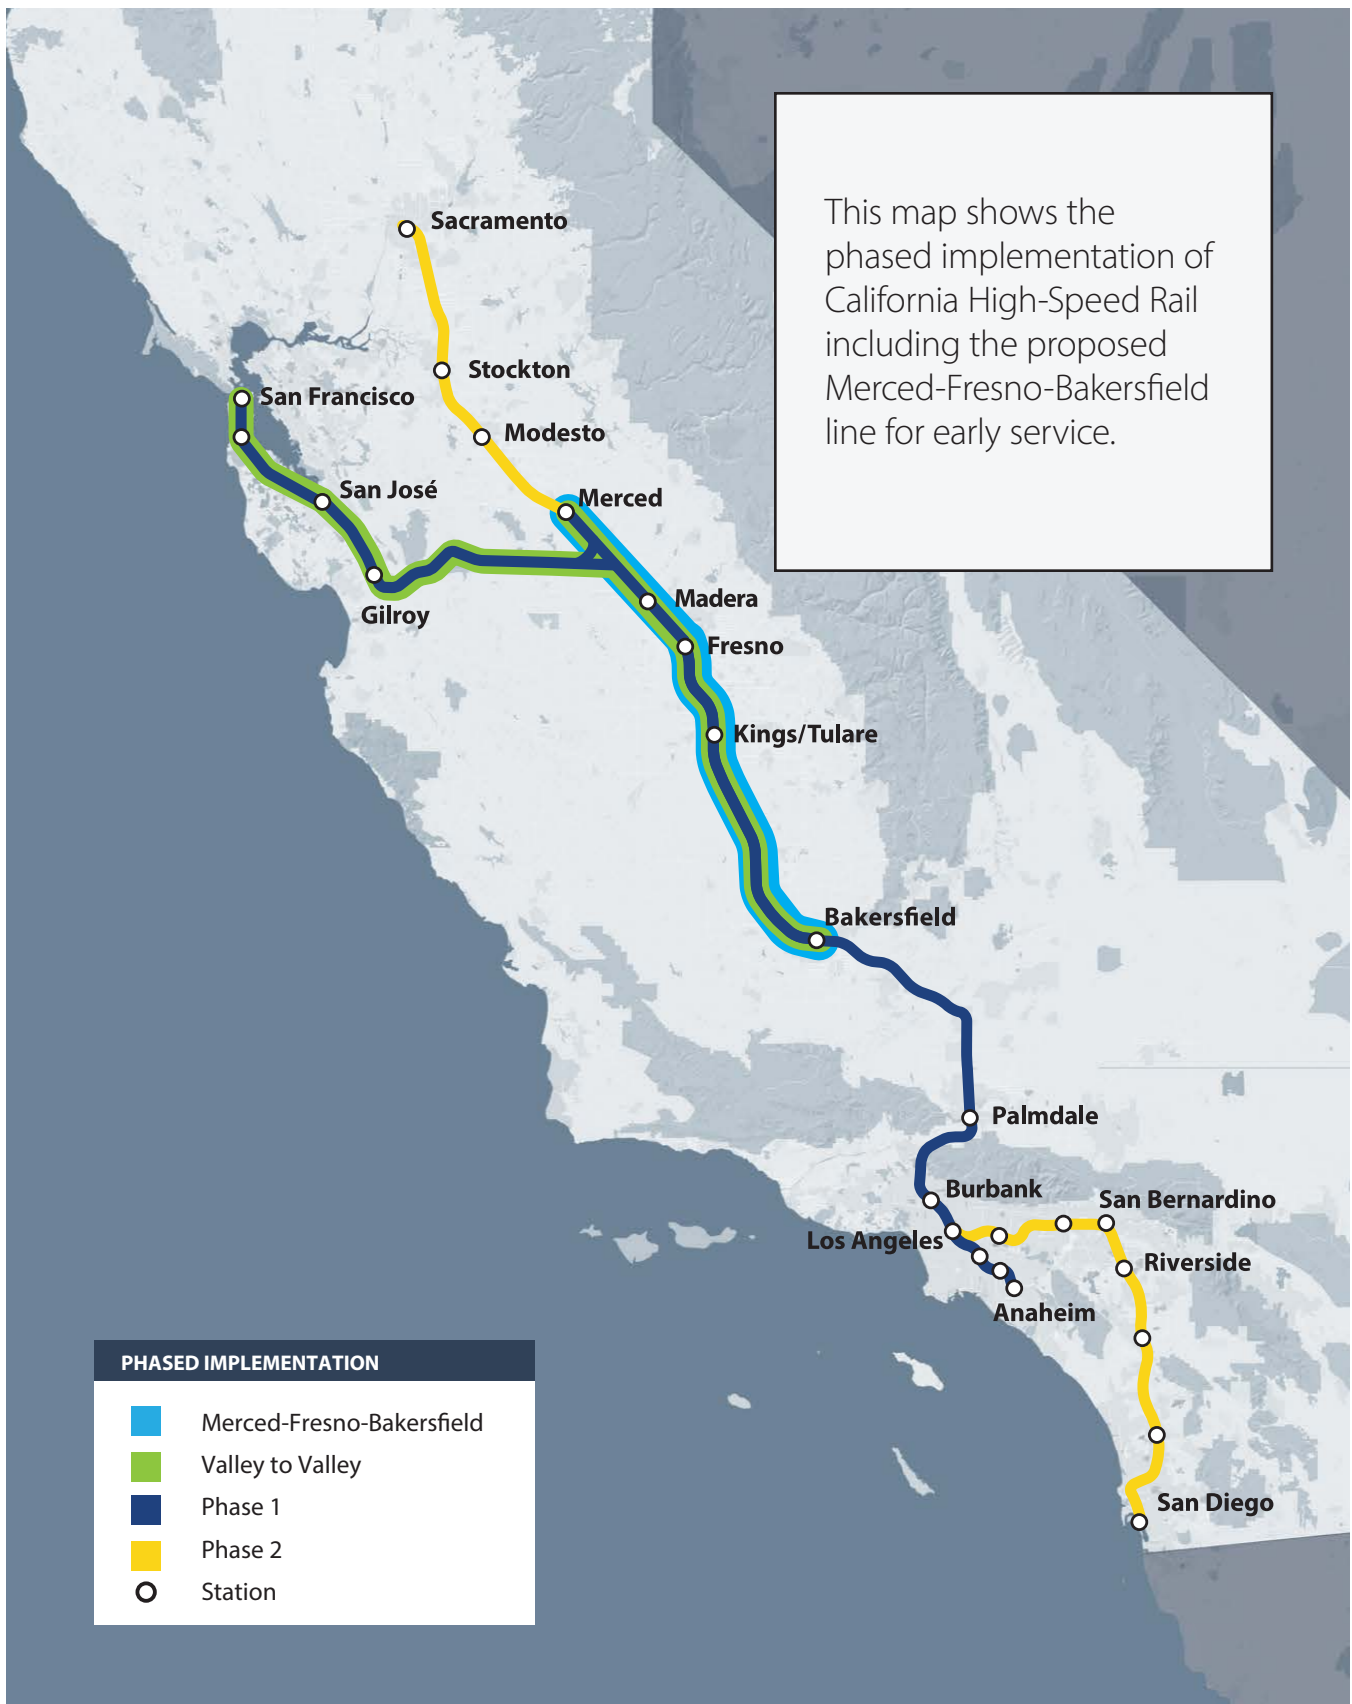 This map shows the
phased implementation of
California High-Speed Rail
including the proposed
Merced-Fresno-Bakersfield
line for early service.
Sacramento
Stockton
San Francisco
Modesto
San José
Merced
Madera
Gilroy
Fresno
Kings/Tulare
Bakersfield
Palmdale
Burbank
San Bernardino
Los Angeles
Riverside
Anaheim
San Diego
PHASED IMPLEMENTATION
Merced-Fresno-Bakersfield
Valley to Valley
Phase 1
Phase 2
Station